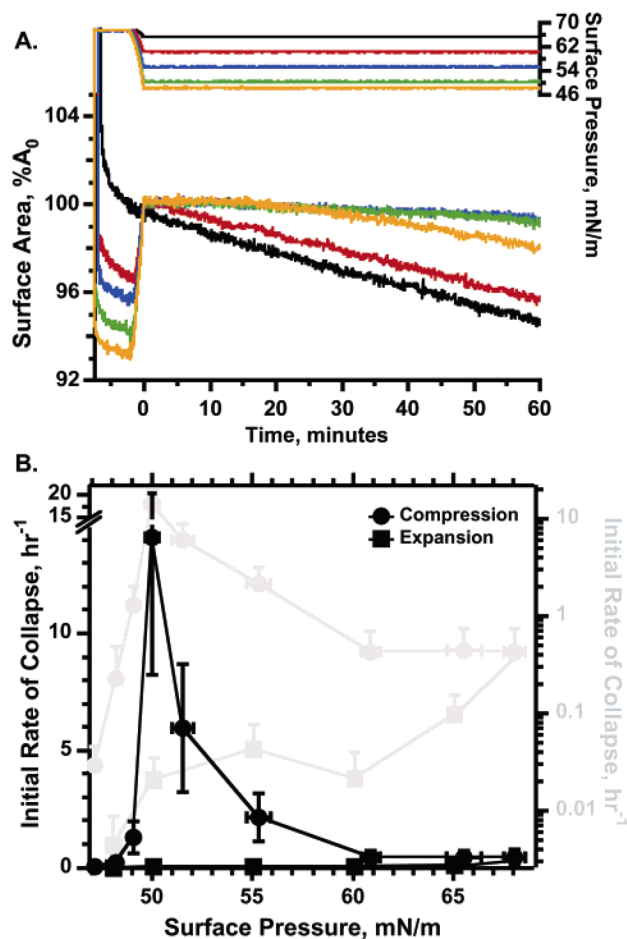 A.
70
62
54
46
Surface Pressure, mN/m
104
100
96
92
Surface Area, %A0
0 10 20 30 40 50 60
Time, minutes
B.
20
15
10
5
0
Initial Rate of Collapse, hr-1
Compression
Expansion
10
1
0.1
0.01
Initial Rate of Collapse, hr-1
50 55 60 65
Surface Pressure, mN/m